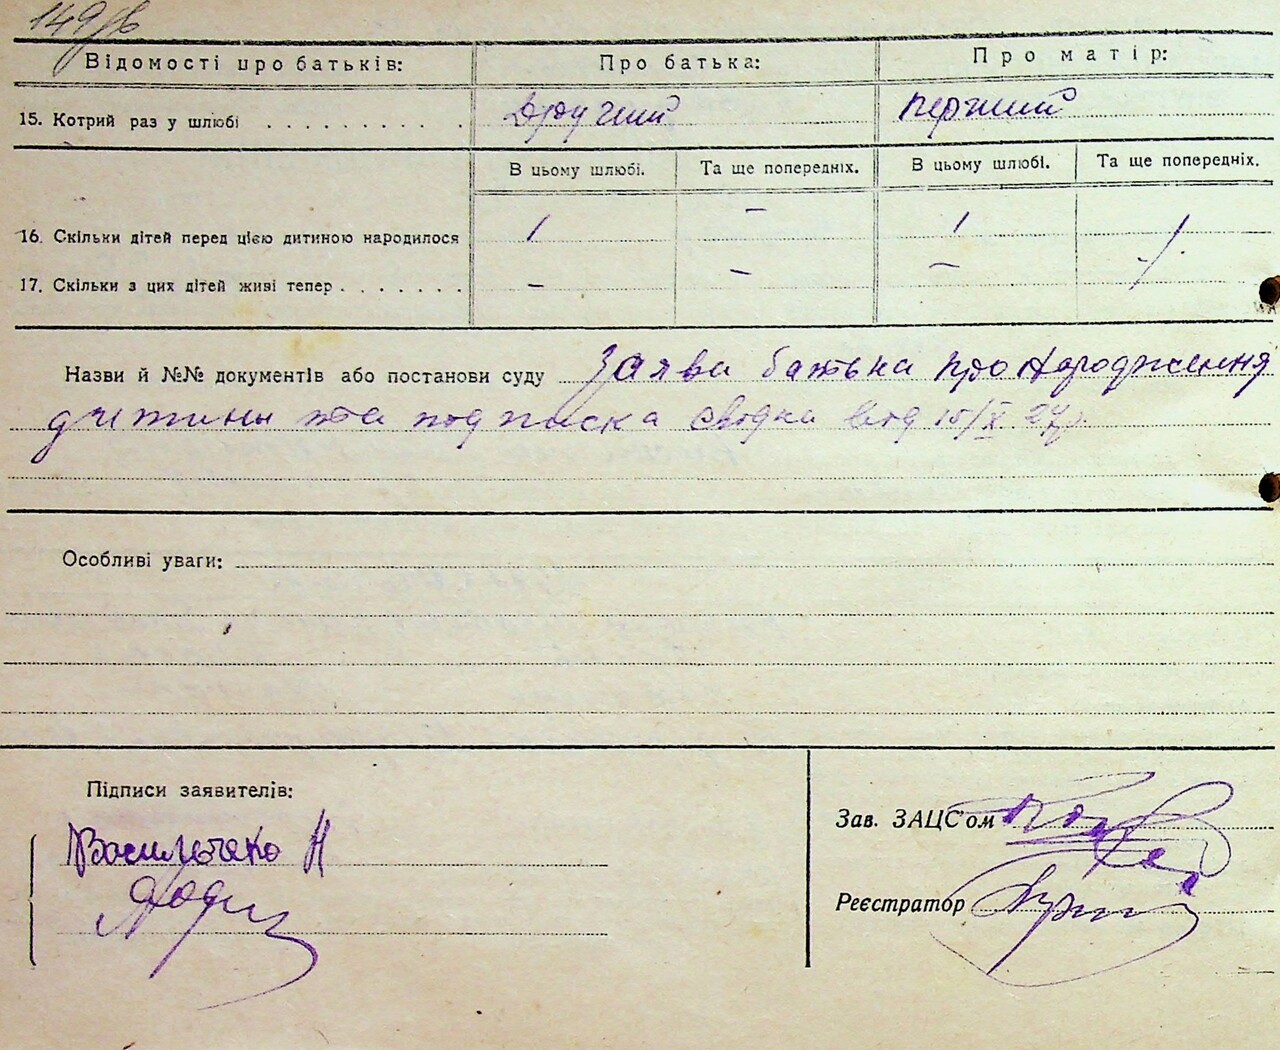 149/в
Відомості про батьків: Про батька: Про матір:
15. Котрий раз у шлюбі . . . . . . . . . . Другий Перший
В цьому шлюбі. Та ще попередніх. В цьому шлюбі. Та ще попередніх.
16. Скільки дітей перед цією дитиною народилося 1 — 1 1
17. Скільки з цих дітей живі тепер . . . . . . . — — — 1
Назви й №№ документів або постанови суду Заява батька про народження
дитини та подписка свідки від 15/X 27р.
Особливі уваги:
Підписи заявителів:
Зав. ЗАЦС'ом
Васильченко Н
Реєстратор